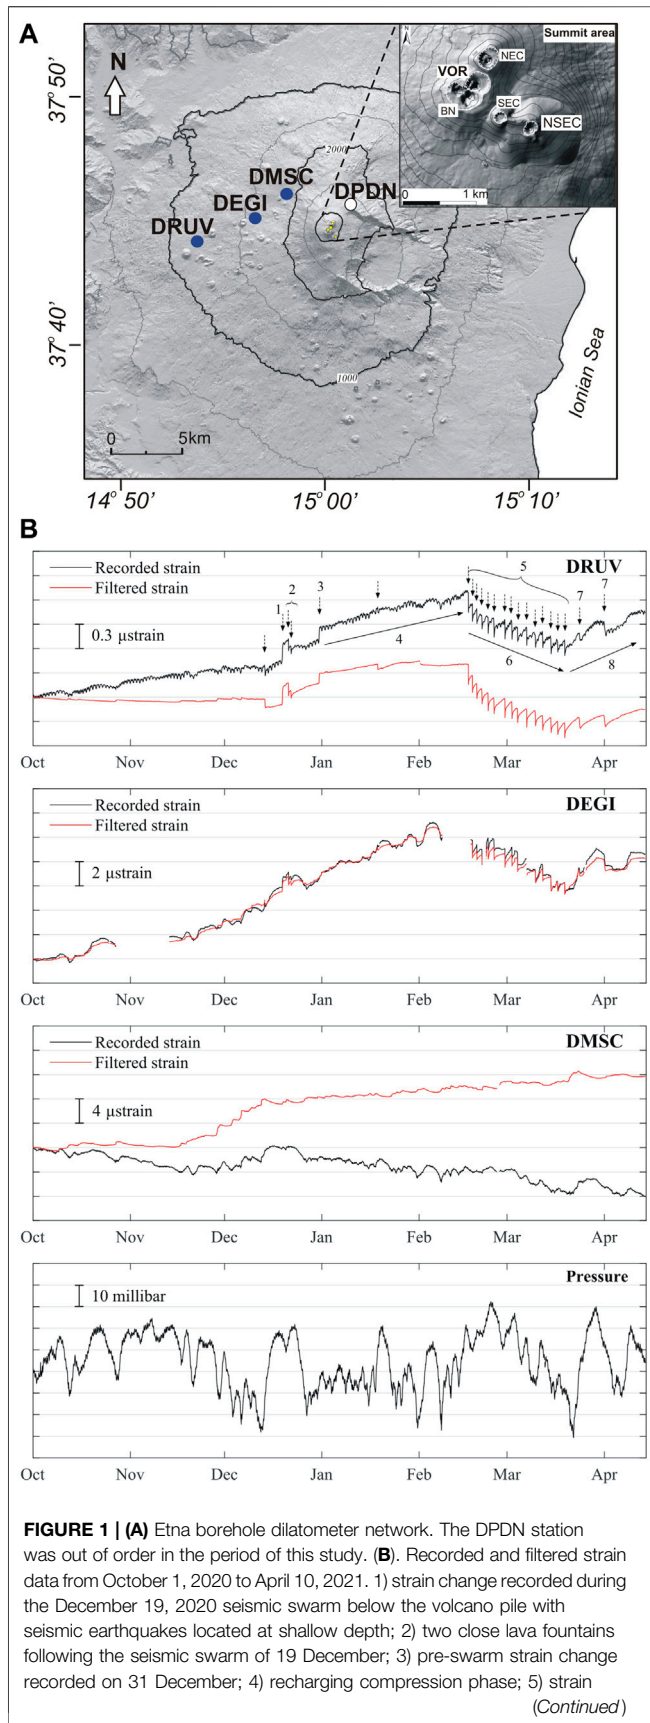 A
N
37° 50'
37° 40'
2000
1000
DMSC
DPDN
DEGI
DRUV
Summit area
N
NEC
VOR
BN
SEC
NSEC
0 1 km
Ionian Sea
0 5km
14° 50' 15° 00' 15° 10'
B
Recorded strain
Filtered strain
DRUV
0.3 µstrain
1 2 3 4 5 6 7 7 8
Oct Nov Dec Jan Feb Mar Apr
Recorded strain
Filtered strain
DEGI
2 µstrain
Oct Nov Dec Jan Feb Mar Apr
Recorded strain
Filtered strain
DMSC
4 µstrain
Oct Nov Dec Jan Feb Mar Apr
Pressure
10 millibar
Oct Nov Dec Jan Feb Mar Apr
FIGURE 1 | (A) Etna borehole dilatometer network. The DPDN station
was out of order in the period of this study. (B). Recorded and filtered strain
data from October 1, 2020 to April 10, 2021. 1) strain change recorded during
the December 19, 2020 seismic swarm below the volcano pile with
seismic earthquakes located at shallow depth; 2) two close lava fountains
following the seismic swarm of 19 December; 3) pre-swarm strain change
recorded on 31 December; 4) recharging compression phase; 5) strain
(Continued)